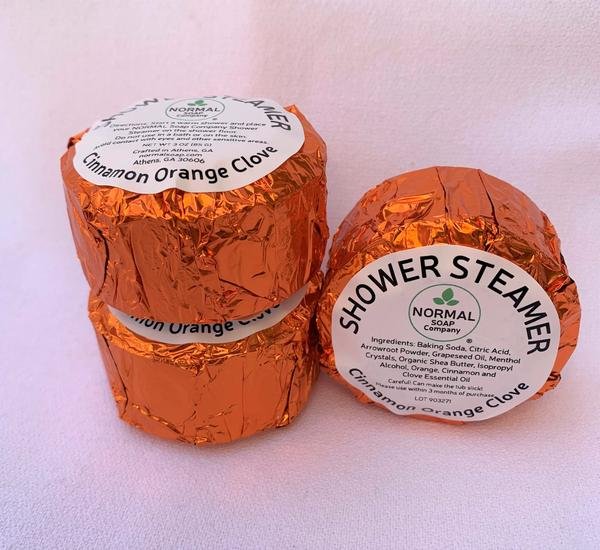 SHOWER STEAMER
NORMAL
SOAP
Company
®
Directions: Start a warm shower and place
your NORMAL Soap Company Shower
Steamer on the shower floor.
Do not use in a bath or on the skin.
Avoid contact with eyes and other sensitive areas.
NET WT 3 OZ (85 G)
Crafted in Athens, GA
normalsoap.com
Athens, GA 30606
Cinnamon Orange Clove
mon Orange Clove
SHOWER STEAMER
NORMAL
SOAP
Company
®
Ingredients: Baking Soda, Citric Acid,
Arrowroot Powder, Grapeseed Oil, Menthol
Crystals, Organic Shea Butter, Isopropyl
Alcohol, Orange, Cinnamon and
Clove Essential Oil
Careful! Can make the tub slick!
Please use within 3 months of purchase
LOT 903271
Cinnamon Orange Clove